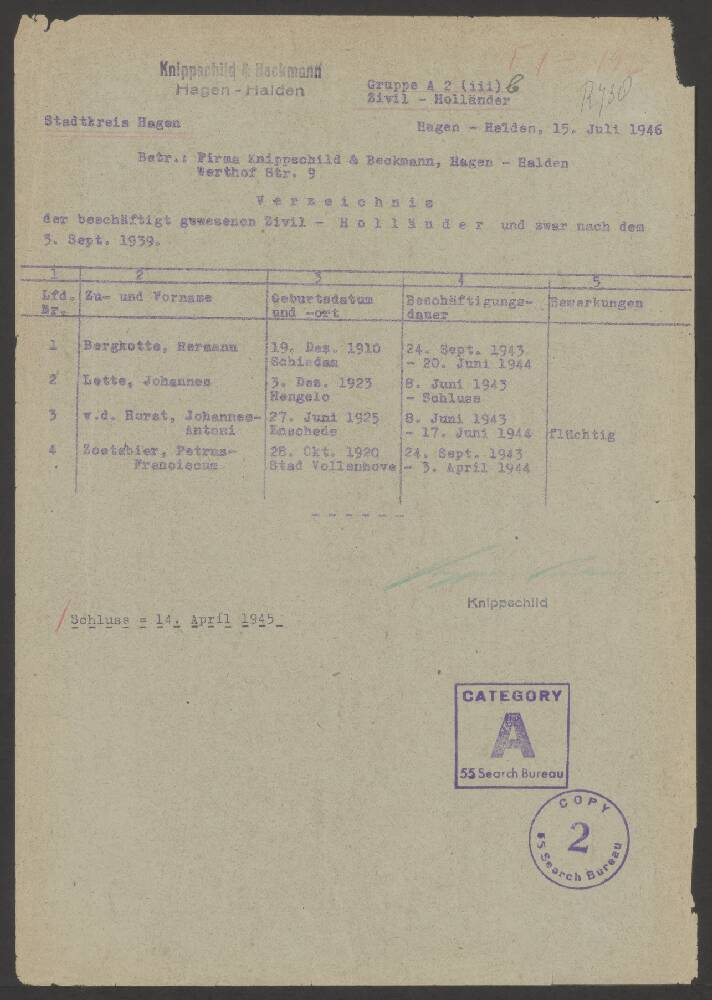 Knippschild & Beckmann
Hagen-Halden
Gruppe A 2 (iii) b
Zivil - Holländer
R430
Stadtkreis Hagen
Hagen - Halden, 15. Juli 1946
Betr.: Firma Knippschild & Beckmann, Hagen - Halden
Werthof Str. 9
Verzeichnis
der beschäftigt gewesenen Zivil - Holländer und zwar nach dem
3. Sept. 1939.
1 2 3 4 5
Lfd. Nr. Zu- und Vorname Geburtsdatum und -ort Beschäftigungs- dauer Bemerkungen
1 Bergkotte, Hermann 19. Dez. 1910 24. Sept. 1943
Schiedam - 20. Juni 1944
2 Lette, Johannes 3. Dez. 1923 8. Juni 1943
Hengelo - Schluss
3 v.d. Horst, Johannes- 27. Juni 1925 8. Juni 1943
Antoni Enschede - 17. Juni 1944 flüchtig
4 Zoetebier, Petrus- 28. Okt. 1920 24. Sept. 1943
Franciscus Stad Vollenhove - 3. April 1944
- - - - - -
Knippschild
/ Schluss = 14. April 1945
CATEGORY
A
55 Search Bureau
COPY
2
55 Search Bureau